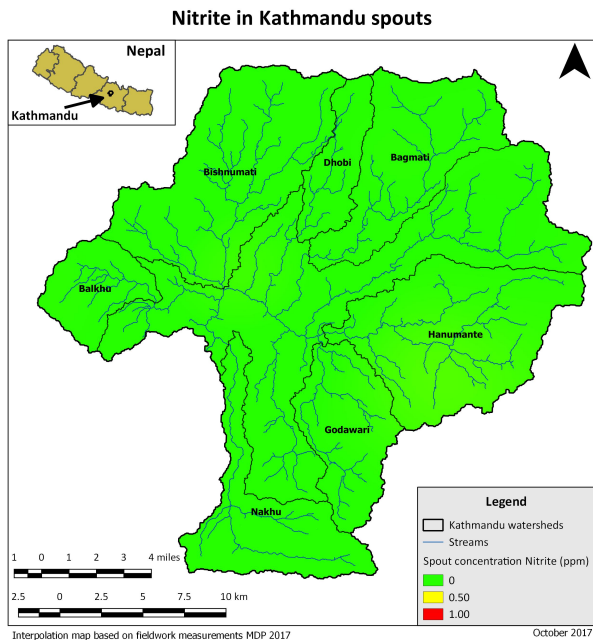 Nitrite in Kathmandu spouts
Nepal
Kathmandu
Bishnumati
Dhobi
Bagmati
Balkhu
Hanumante
Godawari
Nakhu
Legend
Kathmandu watersheds
Streams
Spout concentration Nitrite (ppm)
0
0.50
1.00
1 0 1 2 3 4 miles
2.5 0 2.5 5 7.5 10 km
Interpolation map based on fieldwork measurements MDP 2017
October 2017